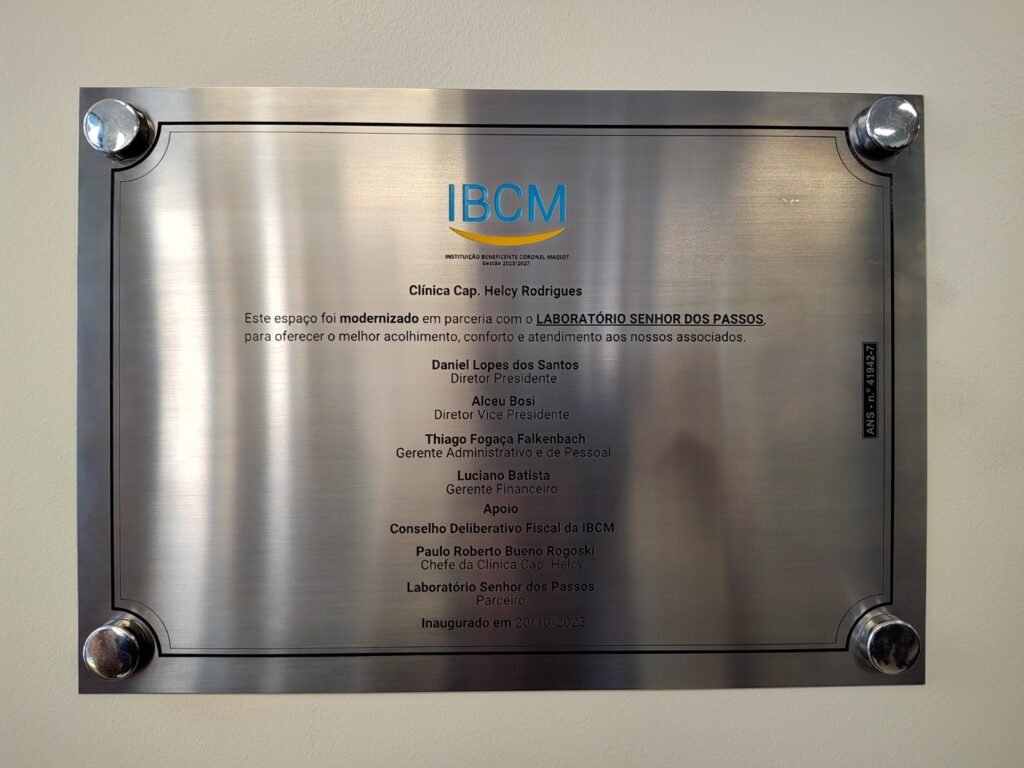 IBCM
INSTITUIÇÃO BENEFICENTE CORONEL MASSOT
Gestão 2023/2027
Clínica Cap. Helcy Rodrigues
Este espaço foi modernizado em parceria com o LABORATÓRIO SENHOR DOS PASSOS,
para oferecer o melhor acolhimento, conforto e atendimento aos nossos associados.
Daniel Lopes dos Santos
Diretor Presidente
Alceu Bosi
Diretor Vice Presidente
Thiago Fogaça Falkenbach
Gerente Administrativo e de Pessoal
Luciano Batista
Gerente Financeiro
Apoio
Conselho Deliberativo Fiscal da IBCM
Paulo Roberto Bueno Rogoski
Chefe da Clínica Cap. Helcy
Laboratório Senhor dos Passos
Parceiro
Inaugurado em 20/10/2023
ANS - n.º 41942-7